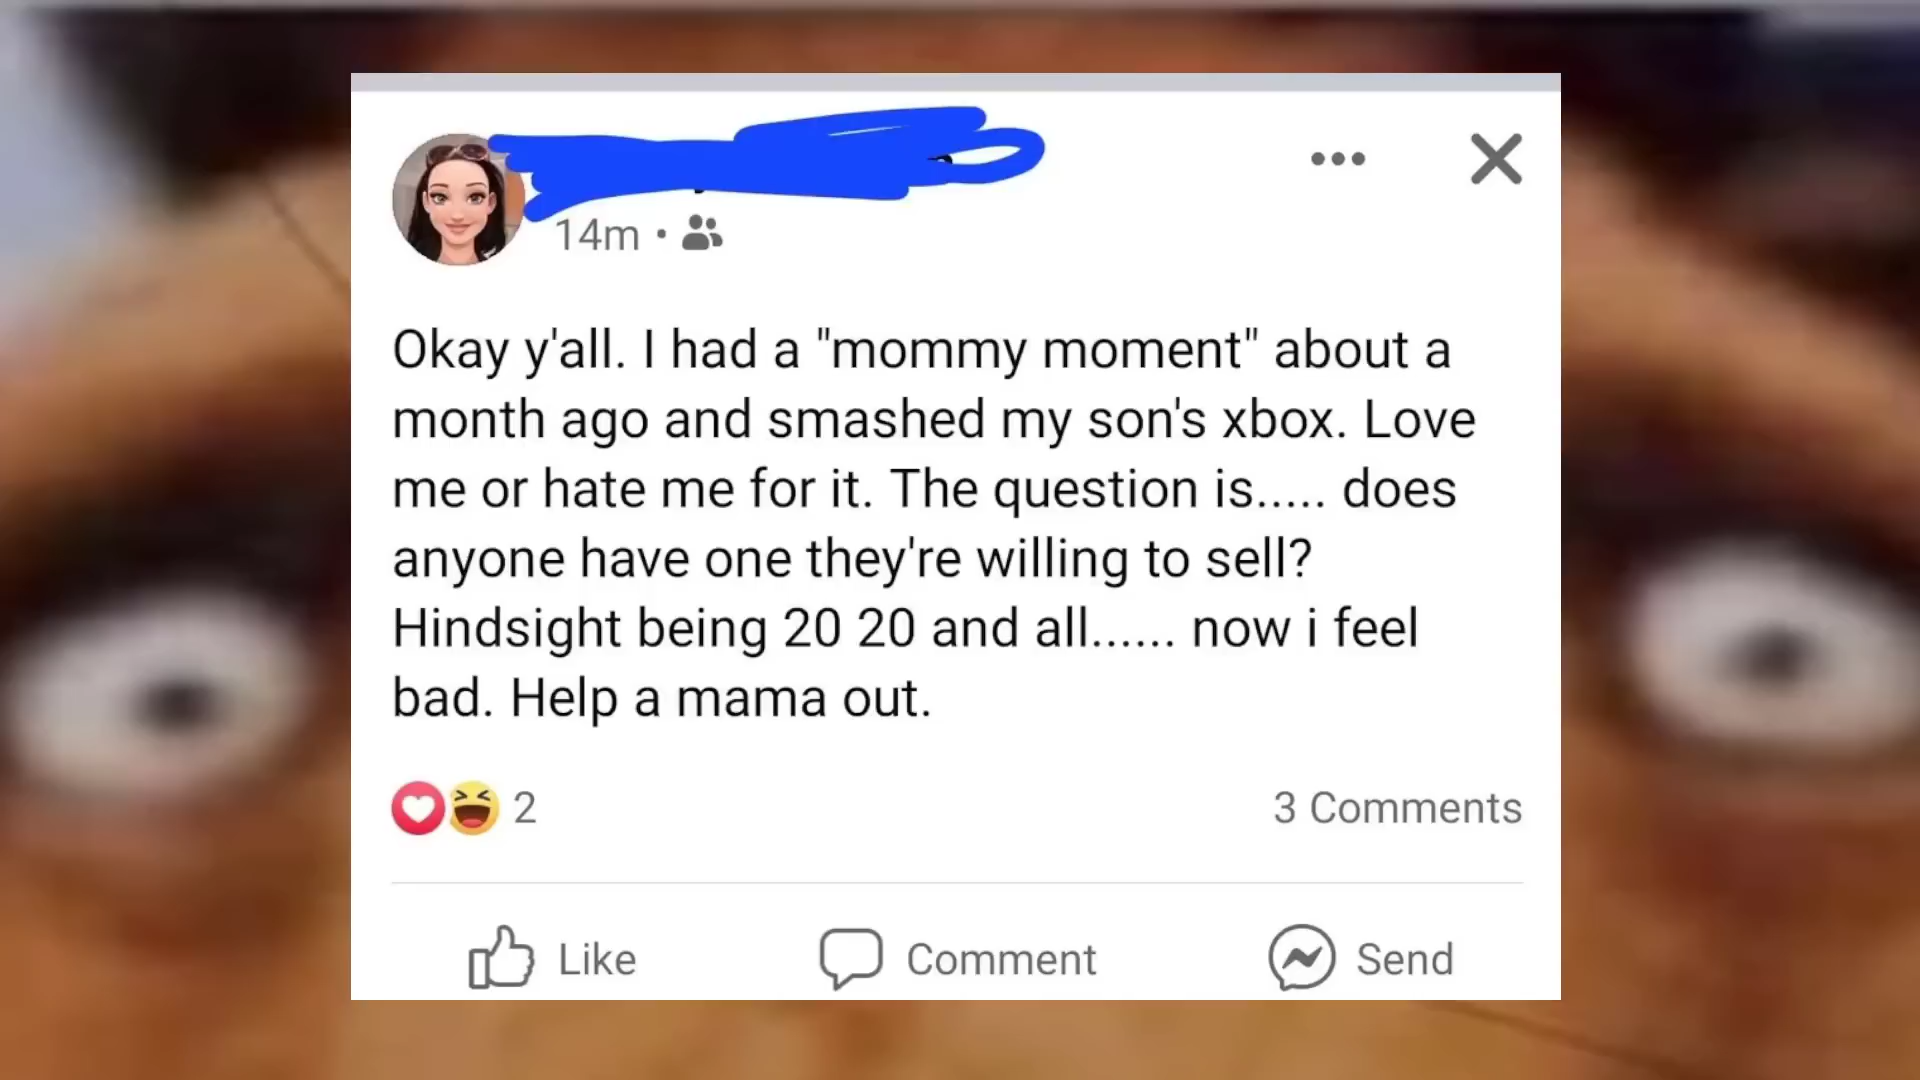 14m
Okay y'all. I had a "mommy moment" about a
month ago and smashed my son's xbox. Love
me or hate me for it. The question is..... does
anyone have one they're willing to sell?
Hindsight being 20 20 and all...... now i feel
bad. Help a mama out.
2
3 Comments
Like
Comment
Send